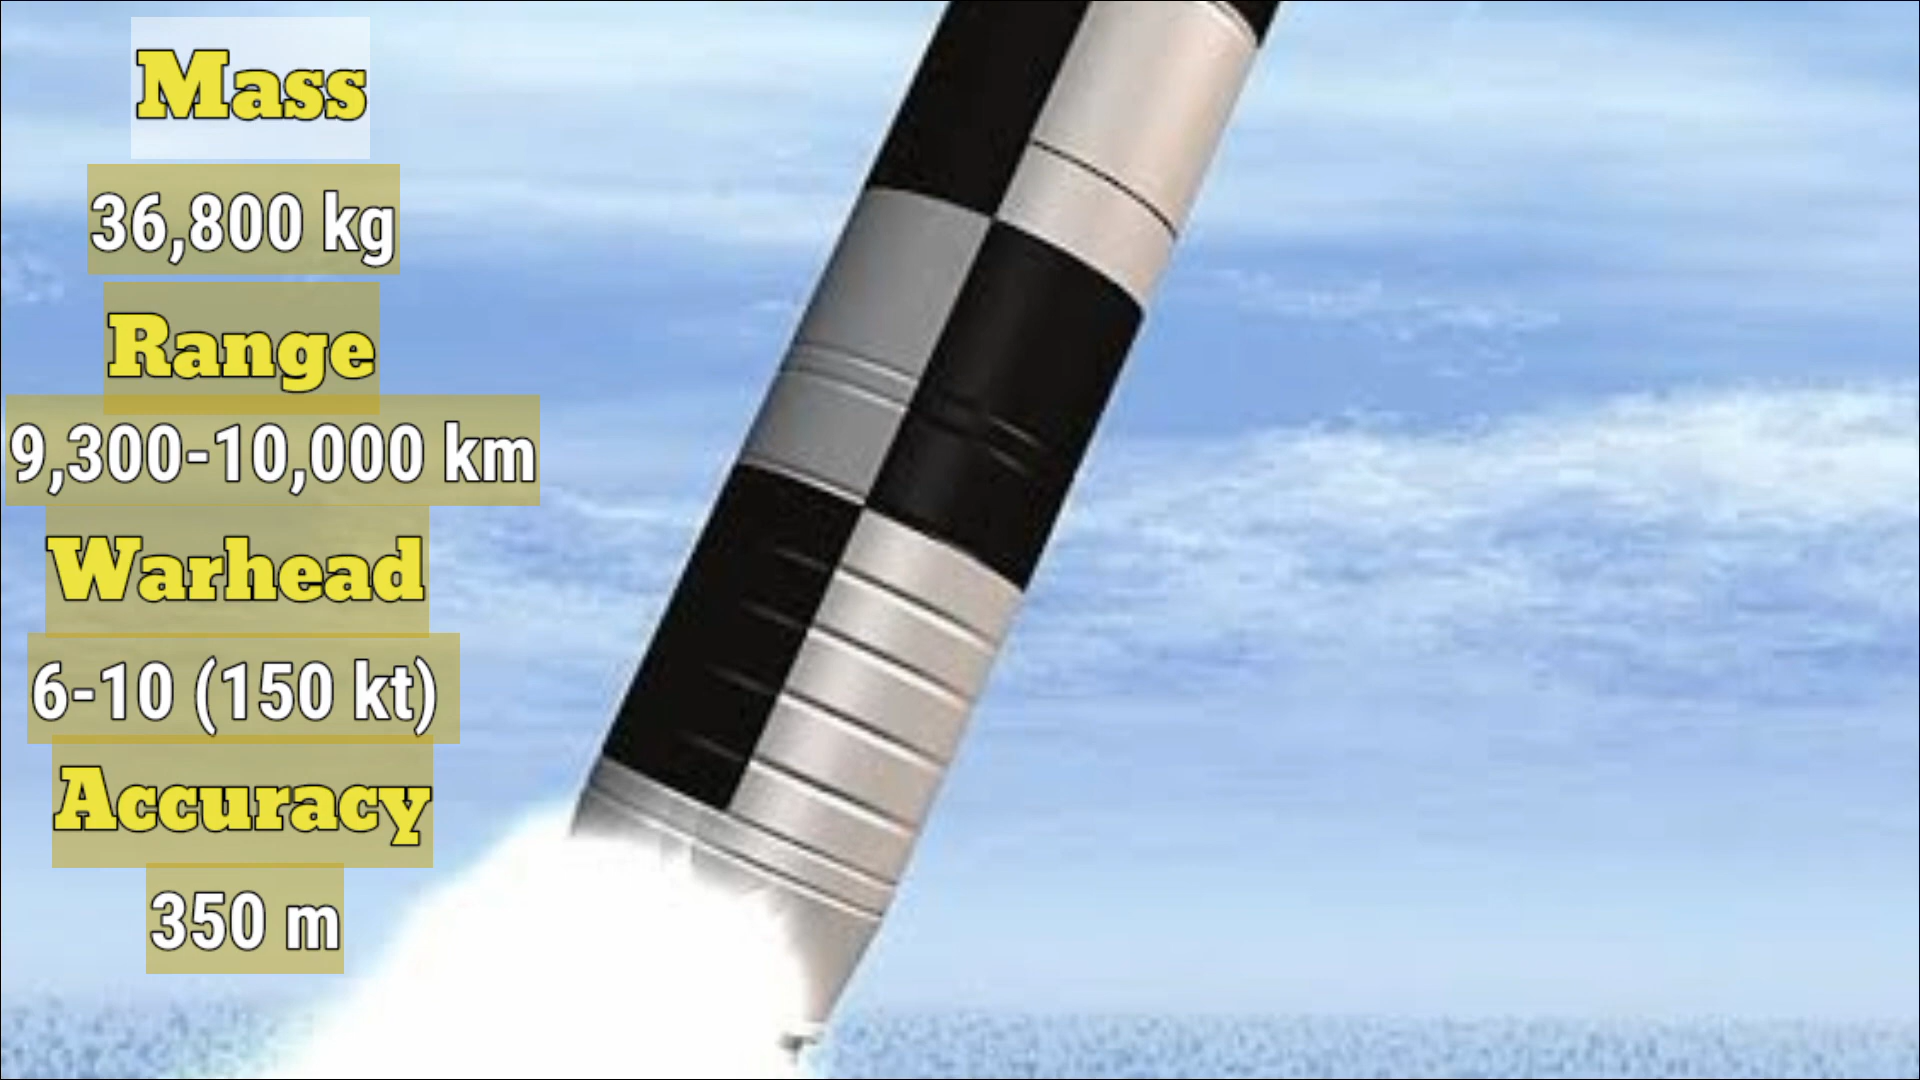 Mass
36,800 kg
Range
9,300-10,000 km
Warhead
6-10 (150 kt)
Accuracy
350 m